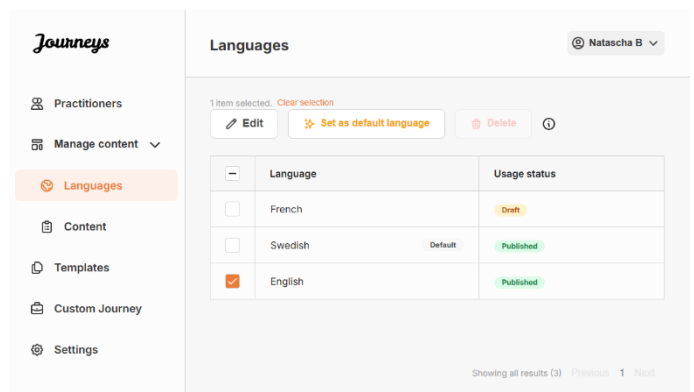 Journeys
Languages
Natascha B
Practitioners
Manage content
Languages
Content
Templates
Custom Journey
Settings
1 item selected. Clear selection
Edit
Set as default language
Delete
Language Usage status
French Draft
Swedish Default Published
English Published
Showing all results (3) Previous 1 Next